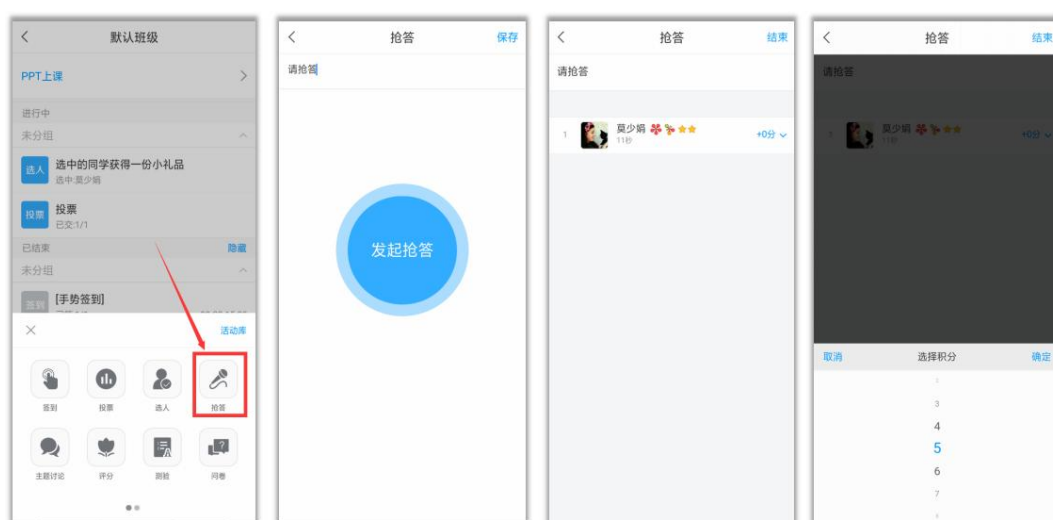 默认班级
PPT上课
进行中
未分组
选人
选中的同学获得一份小礼品
选中:莫少娟
投票
投票
已交:1/1
已结束
隐藏
未分组
签到
[手势签到]
活动库
签到
投票
选人
抢答
主题讨论
评分
测验
问卷
抢答
保存
请抢答
发起抢答
抢答
结束
请抢答
1
莫少娟
11秒
+0分
抢答
结束
请抢答
1
莫少娟
11秒
+0分
取消
选择积分
确定
2
3
4
5
6
7